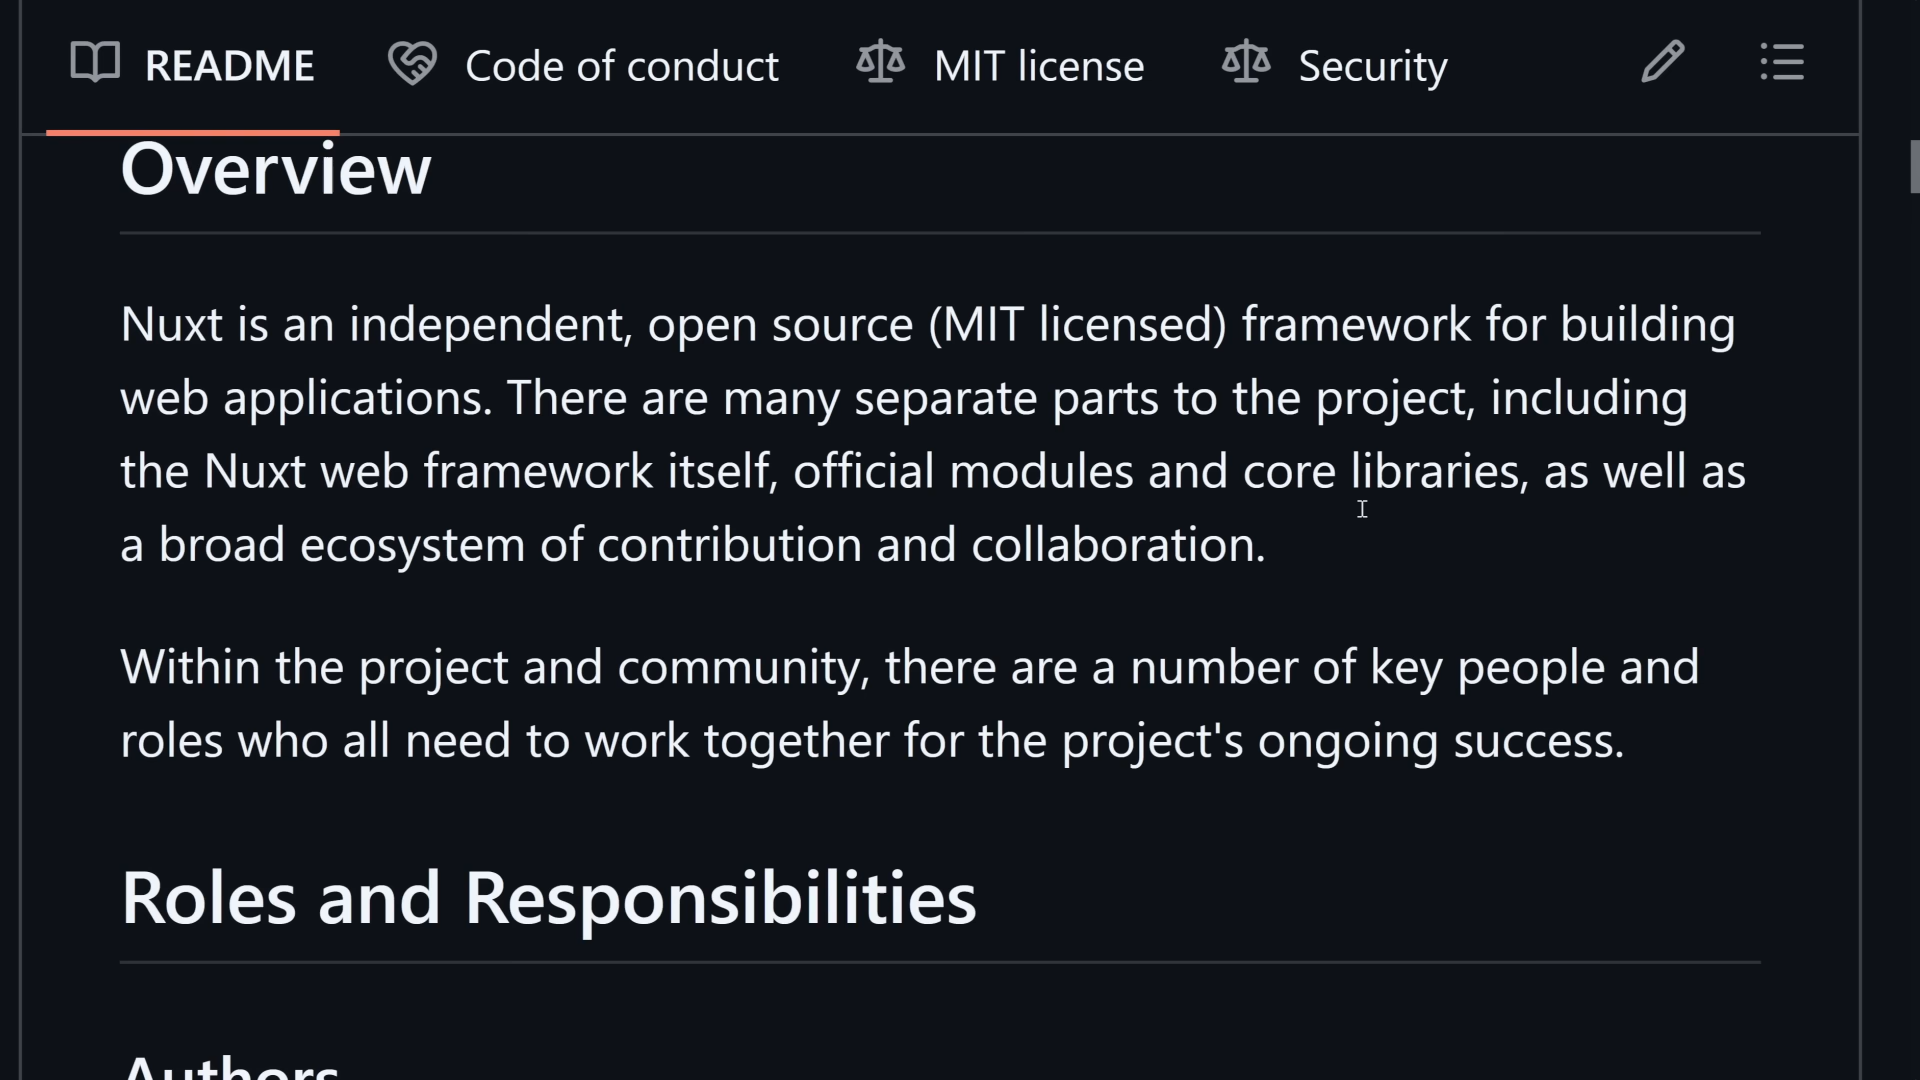 README Code of conduct MIT license Security
Overview
Nuxt is an independent, open source (MIT licensed) framework for building
web applications. There are many separate parts to the project, including
the Nuxt web framework itself, official modules and core libraries, as well as
a broad ecosystem of contribution and collaboration.
Within the project and community, there are a number of key people and
roles who all need to work together for the project's ongoing success.
Roles and Responsibilities
Authors